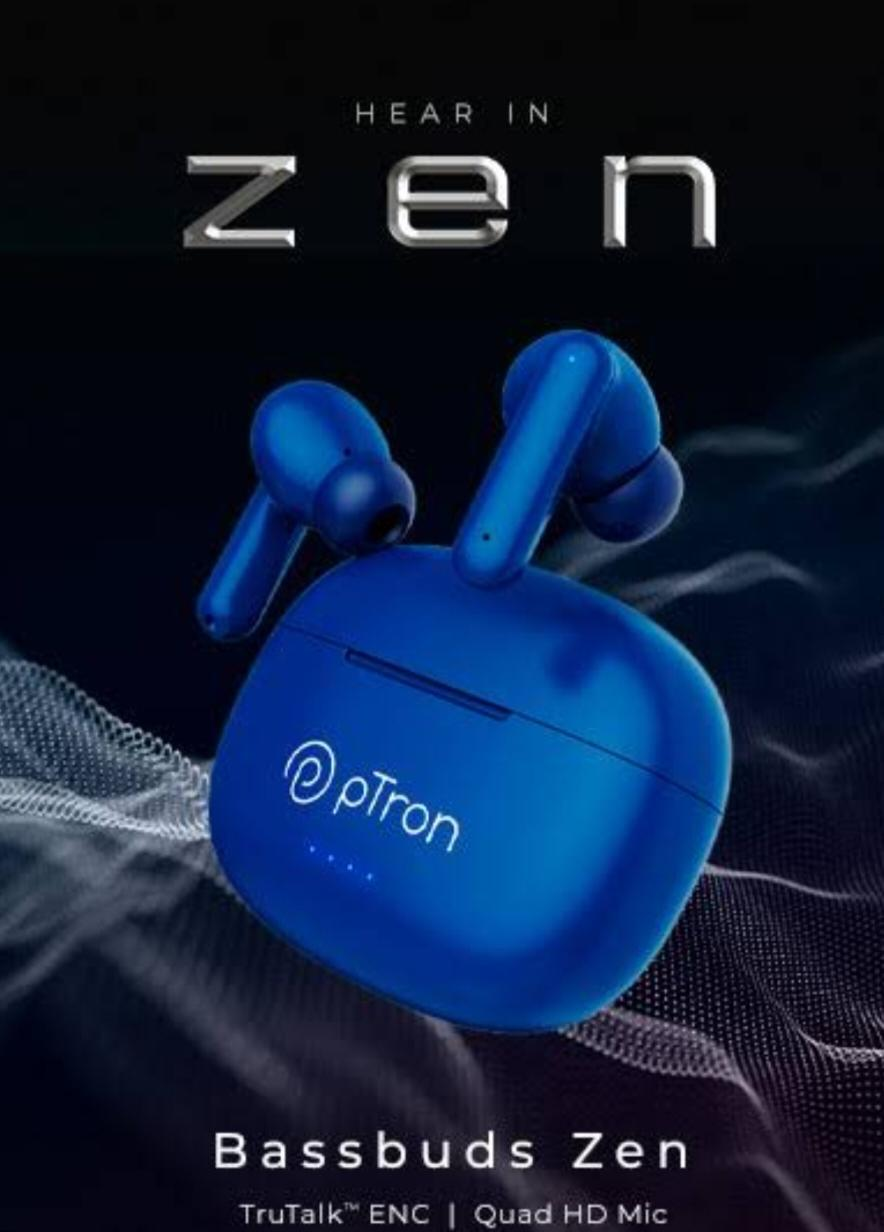 HEAR IN
zen
pTron
Bassbuds Zen
TruTalk™ ENC | Quad HD Mic